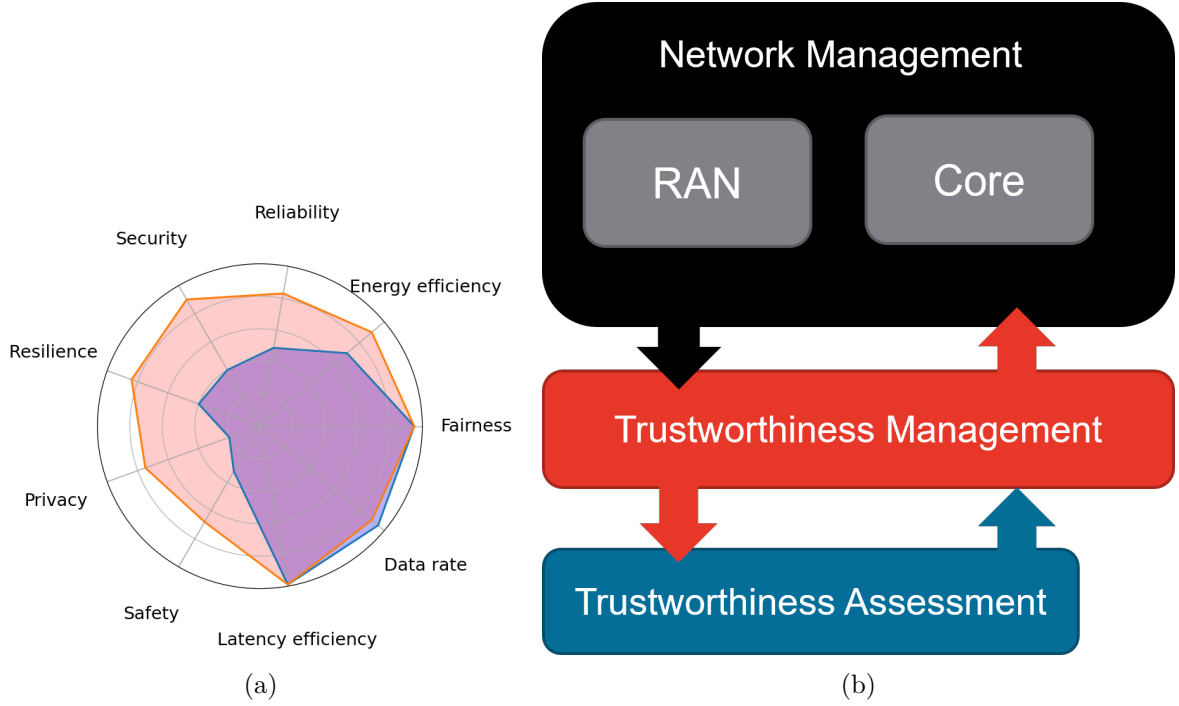 Reliability
Security
Energy efficiency
Resilience
Fairness
Privacy
Data rate
Safety
Latency efficiency
(a)
Network Management
RAN
Core
Trustworthiness Management
Trustworthiness Assessment
(b)